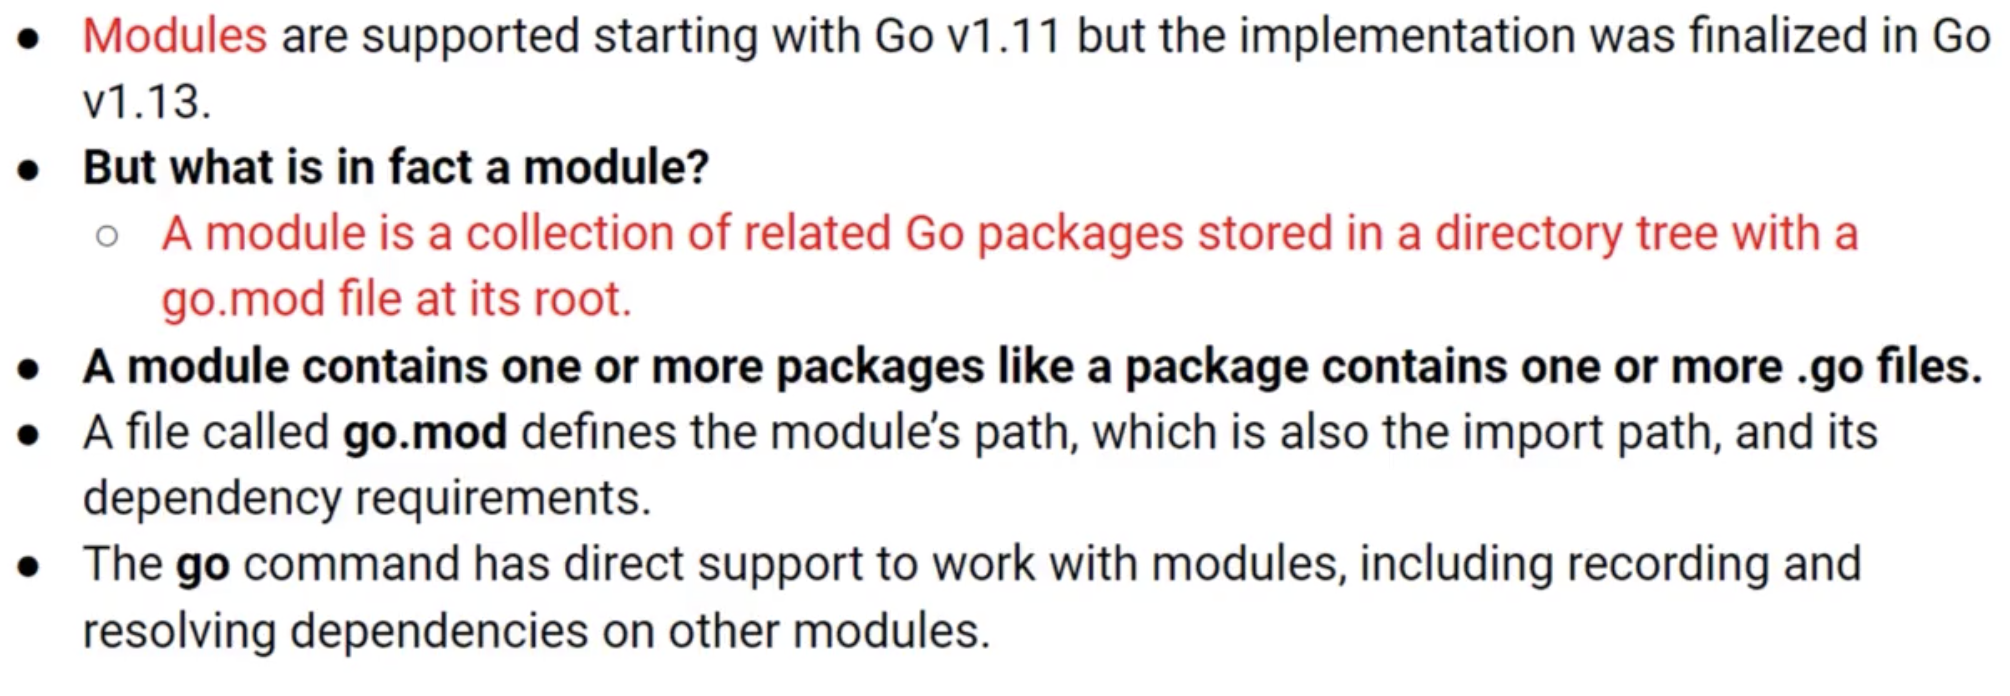 ● Modules are supported starting with Go v1.11 but the implementation was finalized in Go
v1.13.
● But what is in fact a module?
○ A module is a collection of related Go packages stored in a directory tree with a
go.mod file at its root.
● A module contains one or more packages like a package contains one or more .go files.
● A file called go.mod defines the module’s path, which is also the import path, and its
dependency requirements.
● The go command has direct support to work with modules, including recording and
resolving dependencies on other modules.